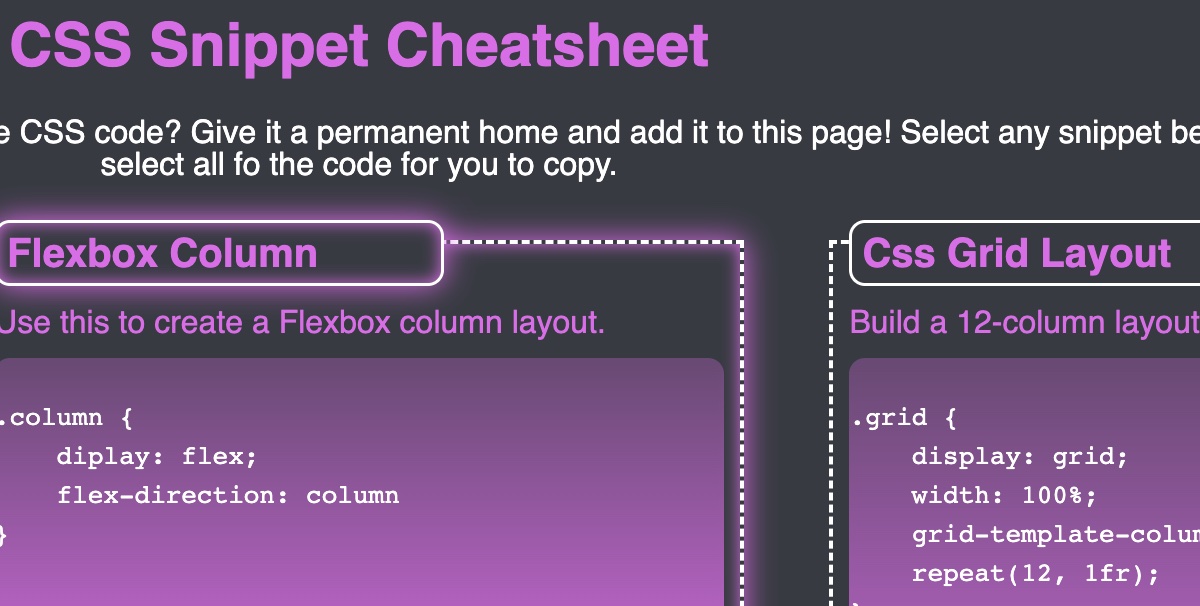 CSS Snippet Cheatsheet
e CSS code? Give it a permanent home and add it to this page! Select any snippet be
select all fo the code for you to copy.
Flexbox Column
Use this to create a Flexbox column layout.
.column {
    diplay: flex;
    flex-direction: column
}
Css Grid Layout
Build a 12-column layout
.grid {
    display: grid;
    width: 100%;
    grid-template-colum
    repeat(12, 1fr);
}